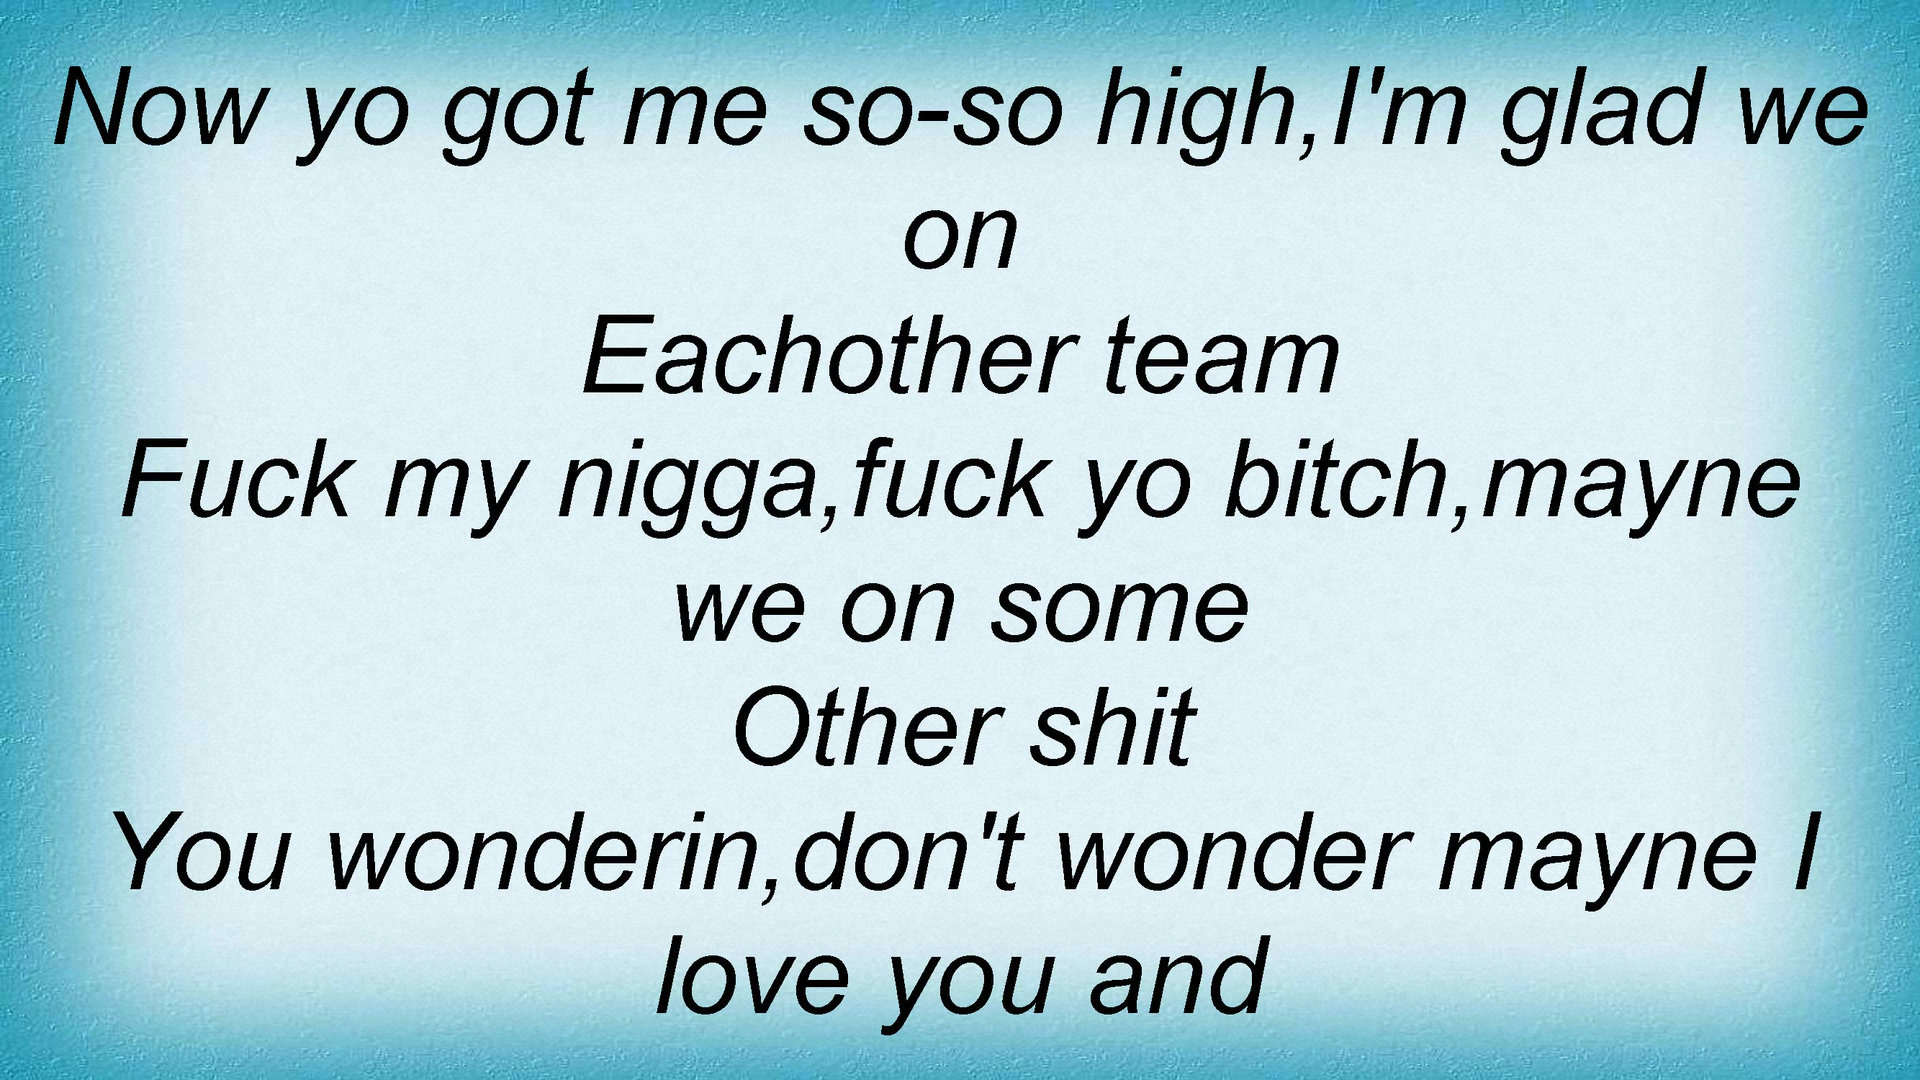 Now yo got me so-so high,I'm glad we
on
Eachother team
Fuck my nigga,fuck yo bitch,mayne
we on some
Other shit
You wonderin,don't wonder mayne I
love you and